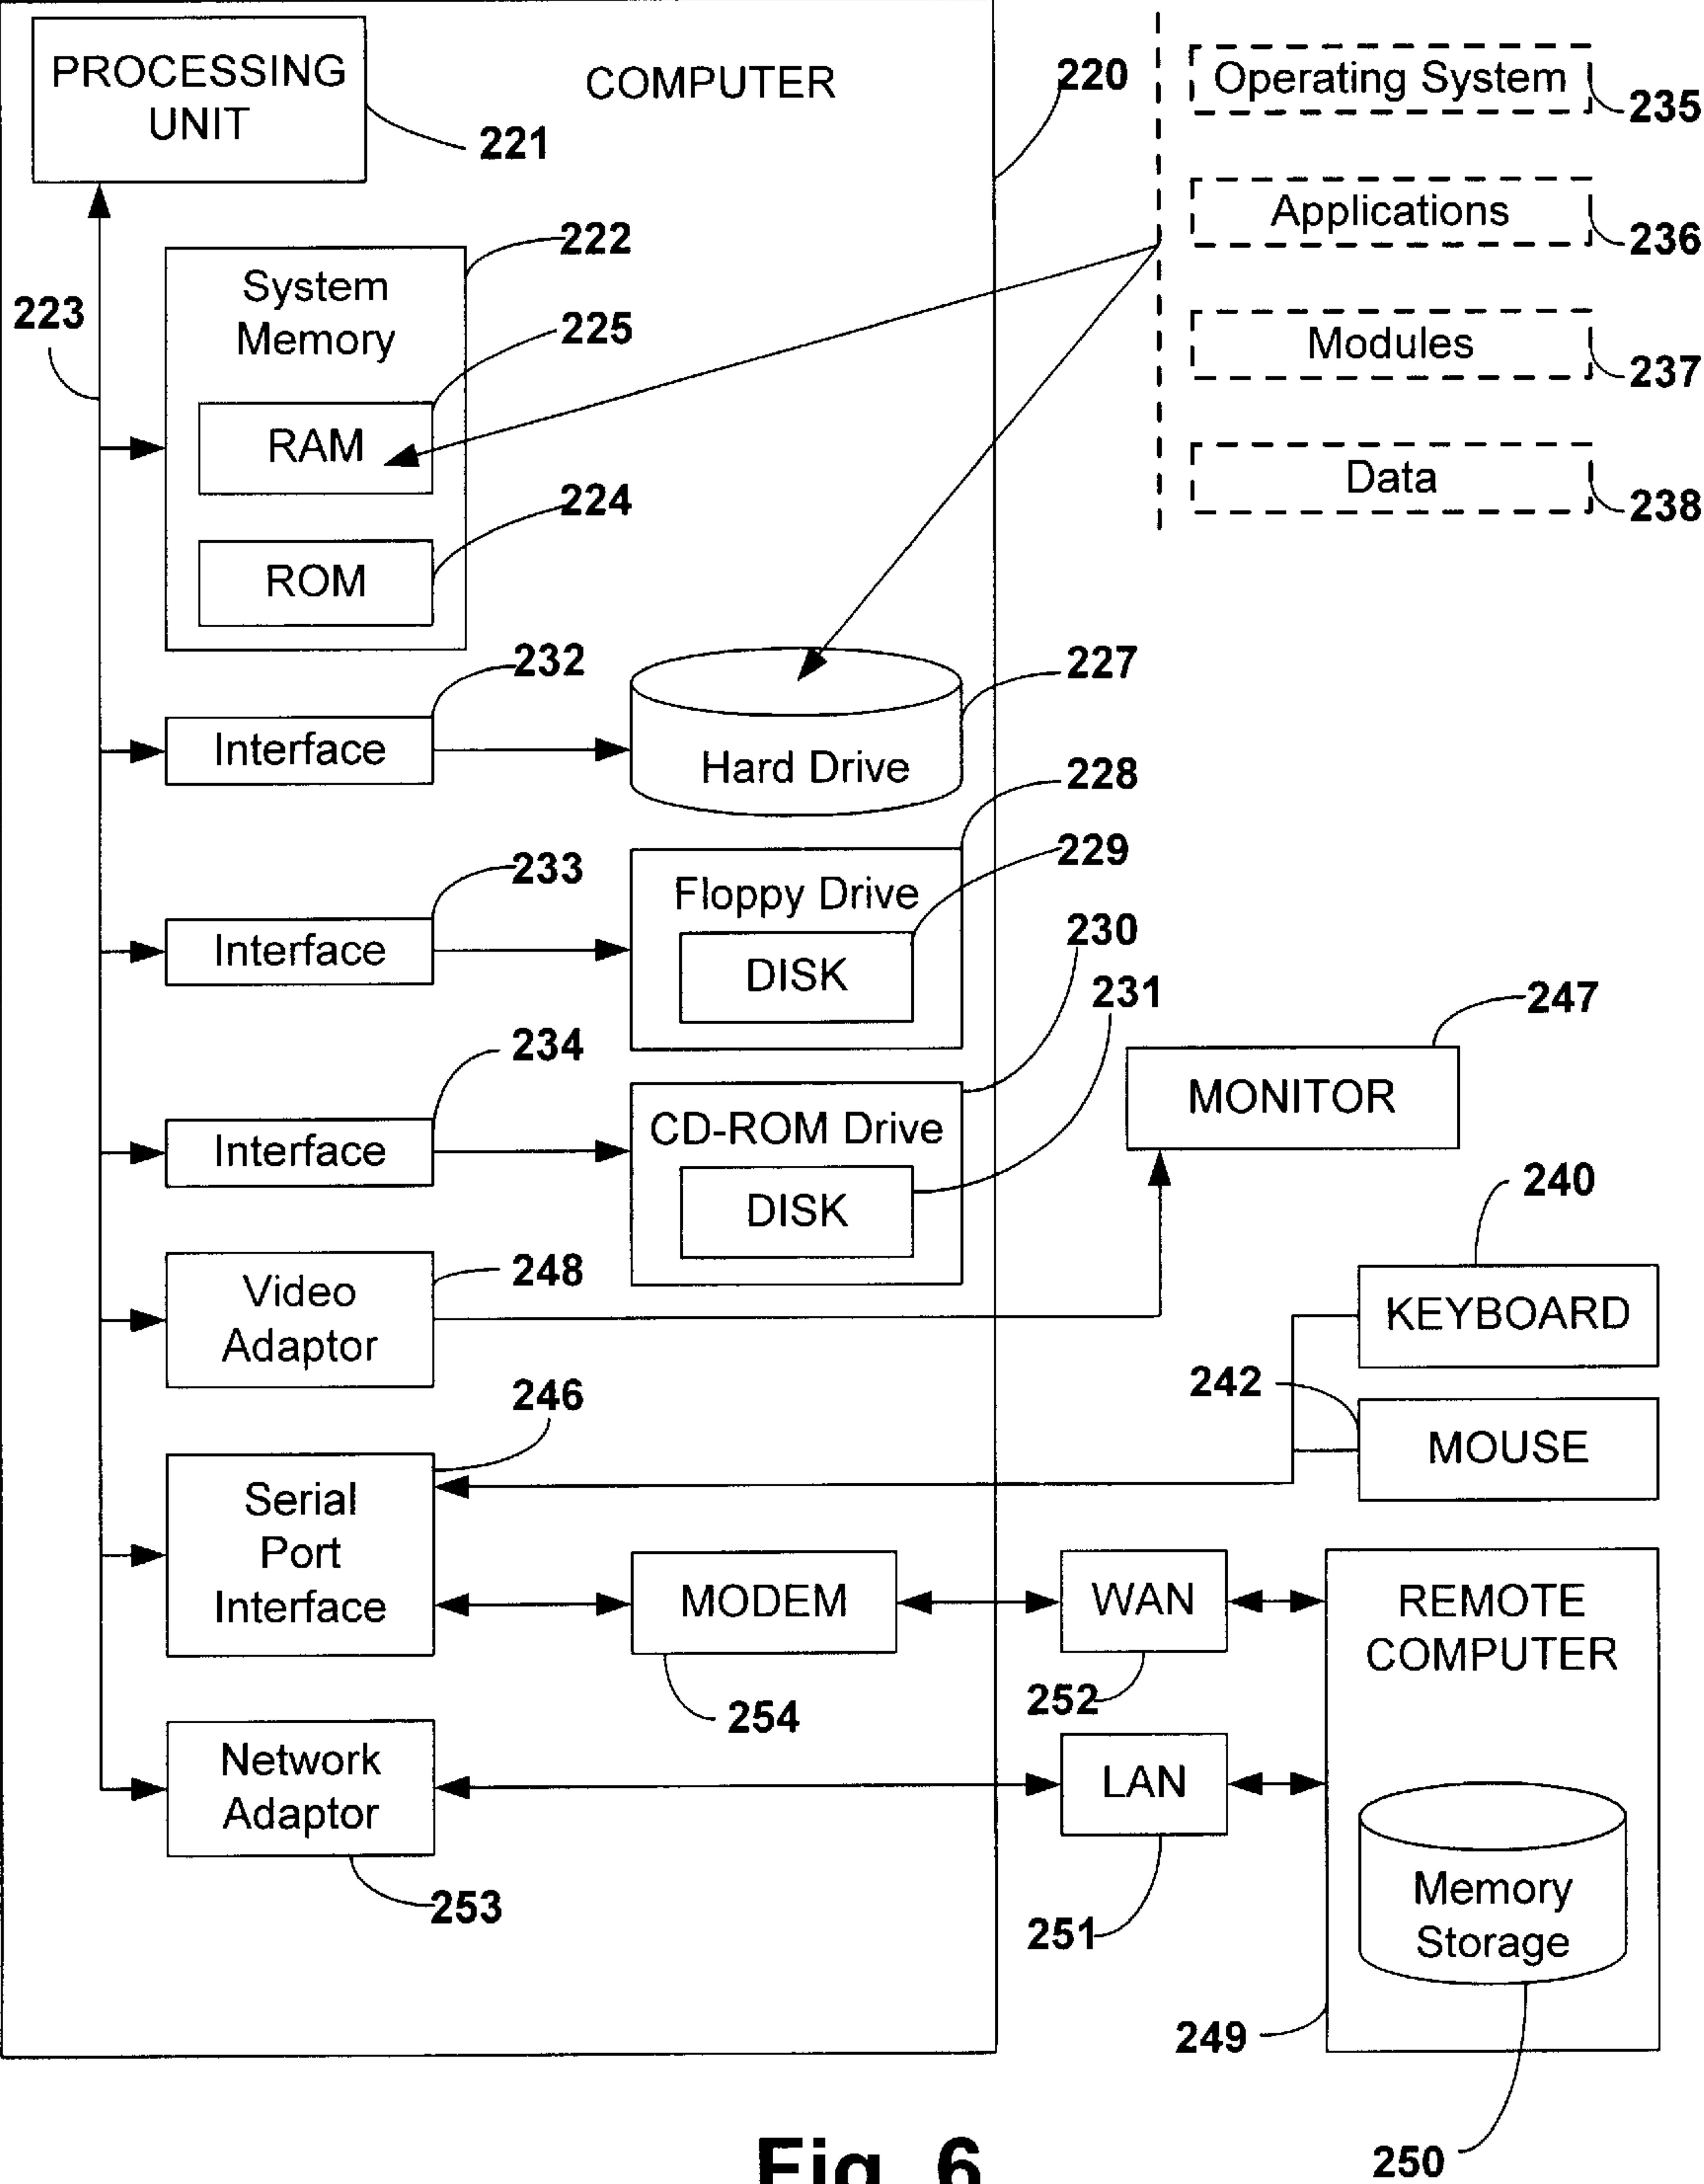 PROCESSING
UNIT
221
COMPUTER
220
Operating System
235
Applications
236
Modules
237
Data
238
223
222
System
Memory
225
RAM
224
ROM
232
Interface
227
Hard Drive
228
233
Interface
229
Floppy Drive
DISK
230
231
234
Interface
CD-ROM Drive
DISK
247
MONITOR
240
KEYBOARD
242
MOUSE
248
Video
Adaptor
246
Serial
Port
Interface
MODEM
254
WAN
252
REMOTE
COMPUTER
Network
Adaptor
253
LAN
251
Memory
Storage
249
250
Fig. 6